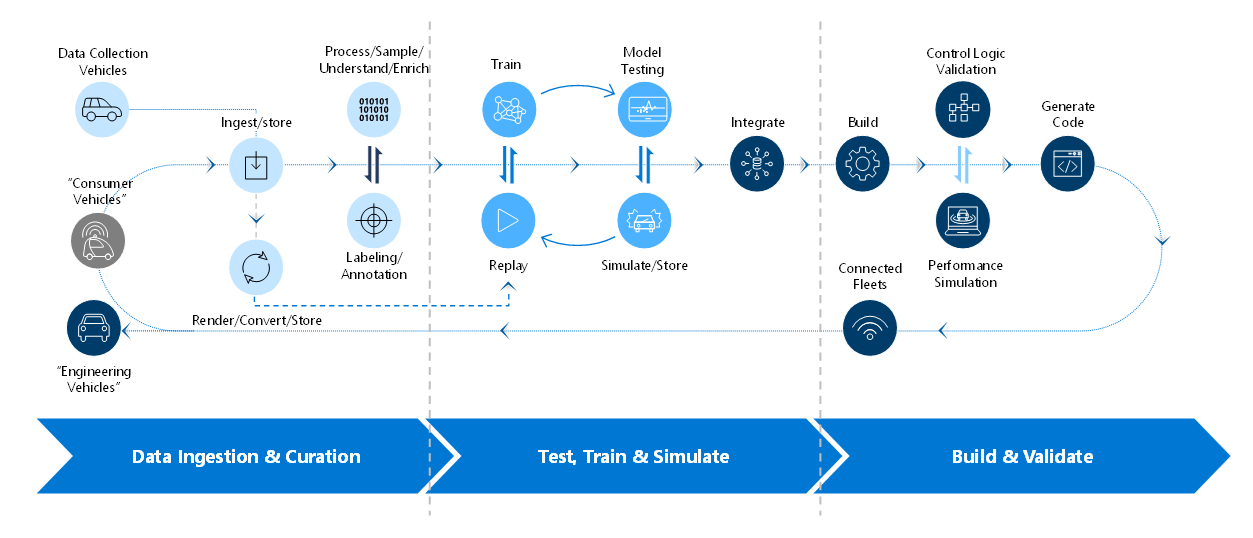 Data Collection
Vehicles
Process/Sample/
Understand/Enrich
010101
101010
010101
Ingest/store
"Consumer
Vehicles"
Labeling/
Annotation
Render/Convert/Store
"Engineering
Vehicles"
Train
Model
Testing
Replay
Simulate/Store
Integrate
Build
Control Logic
Validation
Generate
Code
Performance
Simulation
Connected
Fleets
Data Ingestion & Curation
Test, Train & Simulate
Build & Validate